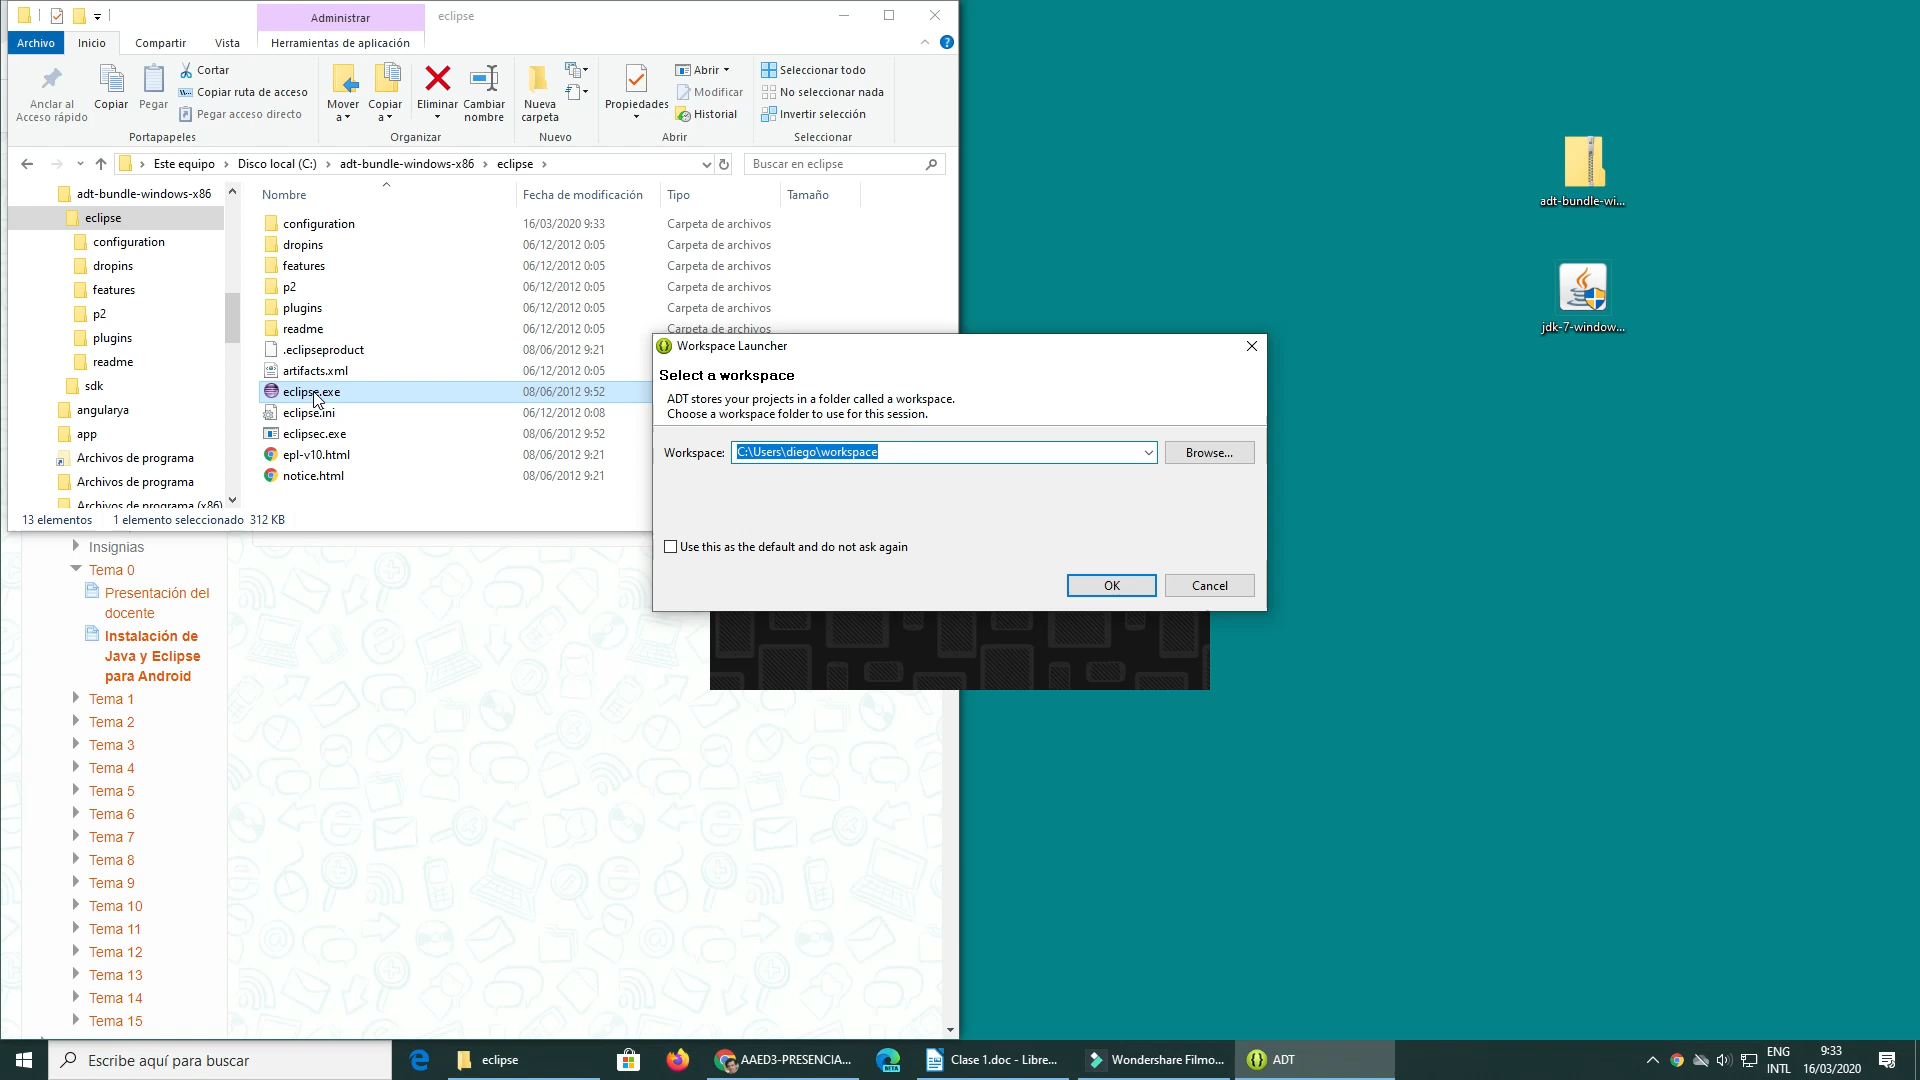 Administrar
eclipse
Archivo
Inicio
Compartir
Vista
Herramientas de aplicación
Anclar al
Acceso rápido
Copiar
Pegar
Cortar
Copiar ruta de acceso
Pegar acceso directo
Portapapeles
Mover
a
Copiar
a
Eliminar
Cambiar
nombre
Organizar
Nueva
carpeta
Nuevo
Propiedades
Abrir
Modificar
Historial
Abrir
Seleccionar todo
No seleccionar nada
Invertir selección
Seleccionar
Este equipo
Disco local (C:)
adt-bundle-windows-x86
eclipse
Buscar en eclipse
adt-bundle-windows-x86
eclipse
configuration
dropins
features
p2
plugins
readme
sdk
angularya
app
Archivos de programa
Archivos de programa
Archivos de programa (x86)
Nombre
Fecha de modificación
Tipo
Tamaño
configuration 16/03/2020 9:33 Carpeta de archivos
dropins 06/12/2012 0:05 Carpeta de archivos
features 06/12/2012 0:05 Carpeta de archivos
p2 06/12/2012 0:05 Carpeta de archivos
plugins 06/12/2012 0:05 Carpeta de archivos
readme 06/12/2012 0:05 Carpeta de archivos
.eclipseproduct 08/06/2012 9:21
artifacts.xml 06/12/2012 0:05
eclipse.exe 08/06/2012 9:52
eclipse.ini 06/12/2012 0:08
eclipsec.exe 08/06/2012 9:52
epl-v10.html 08/06/2012 9:21
notice.html 08/06/2012 9:21
13 elementos
1 elemento seleccionado 312 KB
Workspace Launcher
Select a workspace
ADT stores your projects in a folder called a workspace.
Choose a workspace folder to use for this session.
Workspace:
C:\Users\diego\workspace
Browse...
Use this as the default and do not ask again
OK
Cancel
Insignias
Tema 0
Presentación del
docente
Instalación de
Java y Eclipse
para Android
Tema 1
Tema 2
Tema 3
Tema 4
Tema 5
Tema 6
Tema 7
Tema 8
Tema 9
Tema 10
Tema 11
Tema 12
Tema 13
Tema 14
Tema 15
adt-bundle-wi...
jdk-7-window...
Escribe aquí para buscar
eclipse
AAED3-PRESENCIA...
BETA
Clase 1.doc - Libre...
Wondershare Filmo...
ADT
ENG
INTL
9:33
16/03/2020